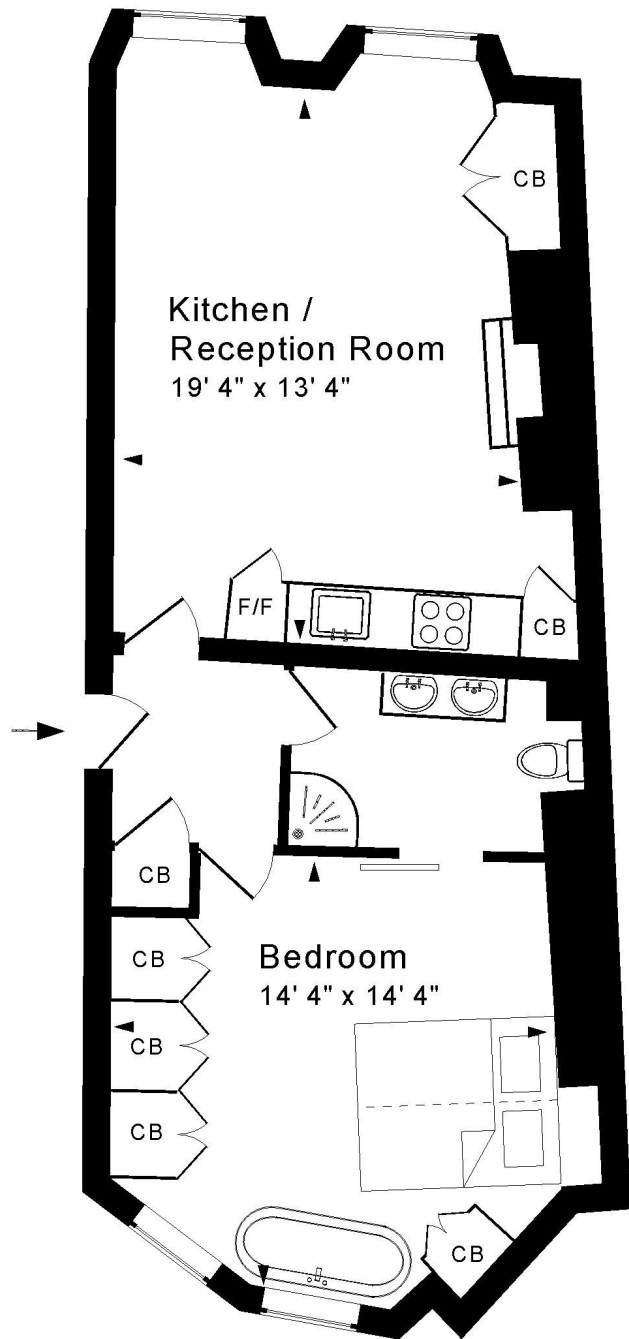 CB
Kitchen /
Reception Room
19' 4" x 13' 4"
F/F
CB
CB
CB
Bedroom
14' 4" x 14' 4"
CB
CB
CB